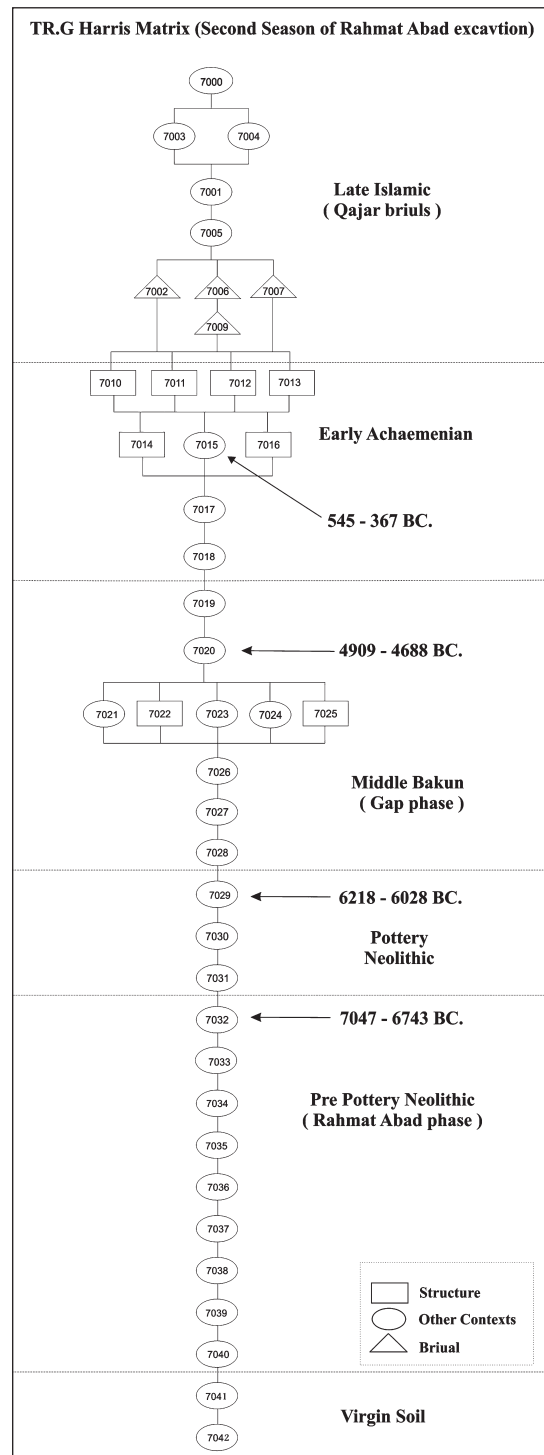 TR.G Harris Matrix (Second Season of Rahmat Abad excavtion)
7000
7003 7004
7001
Late Islamic
( Qajar briuls )
7005
7002 7006 7007
7009
7010 7011 7012 7013
Early Achaemenian
7014 7015 7016
545 - 367 BC.
7017
7018
7019
7020
4909 - 4688 BC.
7021 7022 7023 7024 7025
7026
Middle Bakun
( Gap phase )
7027
7028
7029
6218 - 6028 BC.
7030
Pottery
Neolithic
7031
7032
7047 - 6743 BC.
7033
7034
Pre Pottery Neolithic
( Rahmat Abad phase )
7035
7036
7037
7038
7039
7040
Structure
Other Contexts
Briual
7041
Virgin Soil
7042